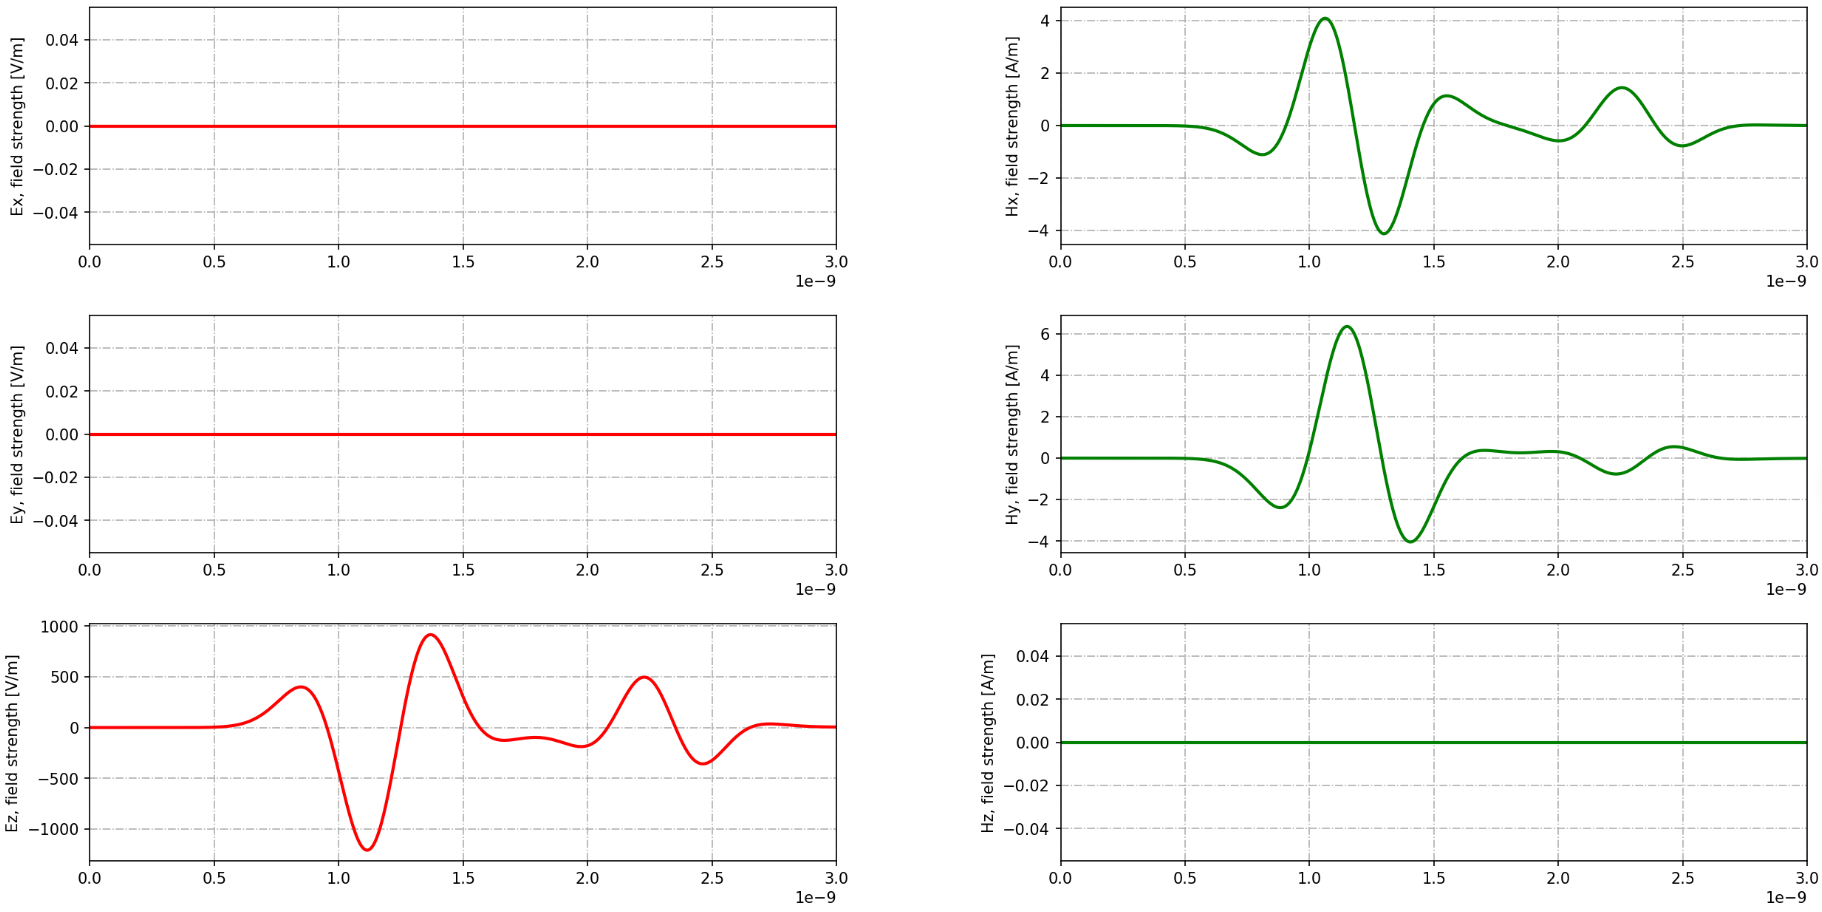 Ex, field strength [V/m]
0.04
0.02
0.00
−0.02
−0.04
0.0 0.5 1.0 1.5 2.0 2.5 3.0
1e−9
Hx, field strength [A/m]
4
2
0
−2
−4
0.0 0.5 1.0 1.5 2.0 2.5 3.0
1e−9
Ey, field strength [V/m]
0.04
0.02
0.00
−0.02
−0.04
0.0 0.5 1.0 1.5 2.0 2.5 3.0
1e−9
Hy, field strength [A/m]
6
4
2
0
−2
−4
0.0 0.5 1.0 1.5 2.0 2.5 3.0
1e−9
Ez, field strength [V/m]
1000
500
0
−500
−1000
0.0 0.5 1.0 1.5 2.0 2.5 3.0
1e−9
Hz, field strength [A/m]
0.04
0.02
0.00
−0.02
−0.04
0.0 0.5 1.0 1.5 2.0 2.5 3.0
1e−9